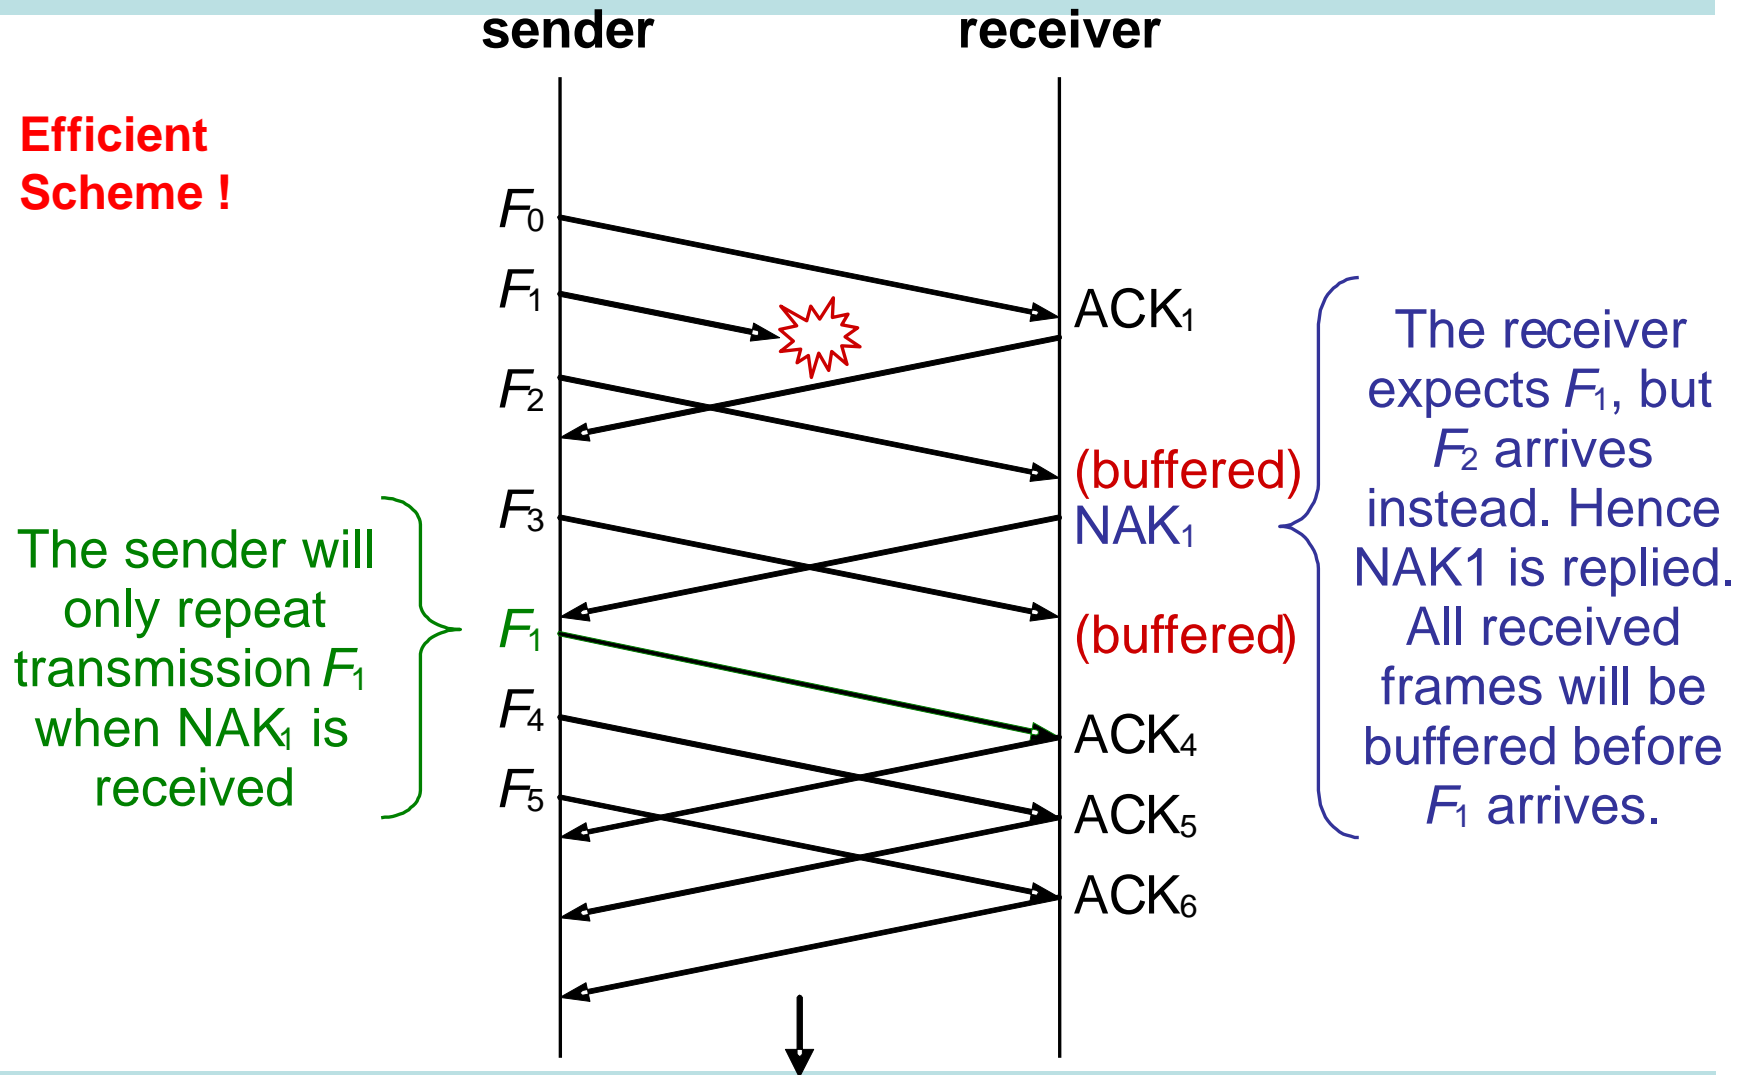 sender
receiver
Efficient
Scheme !
F0
F1
F2
F3
F1
F4
F5
ACK1
(buffered)
NAK1
(buffered)
ACK4
ACK5
ACK6
The sender will
only repeat
transmission F1
when NAK1 is
received
The receiver
expects F1, but
F2 arrives
instead. Hence
NAK1 is replied.
All received
frames will be
buffered before
F1 arrives.